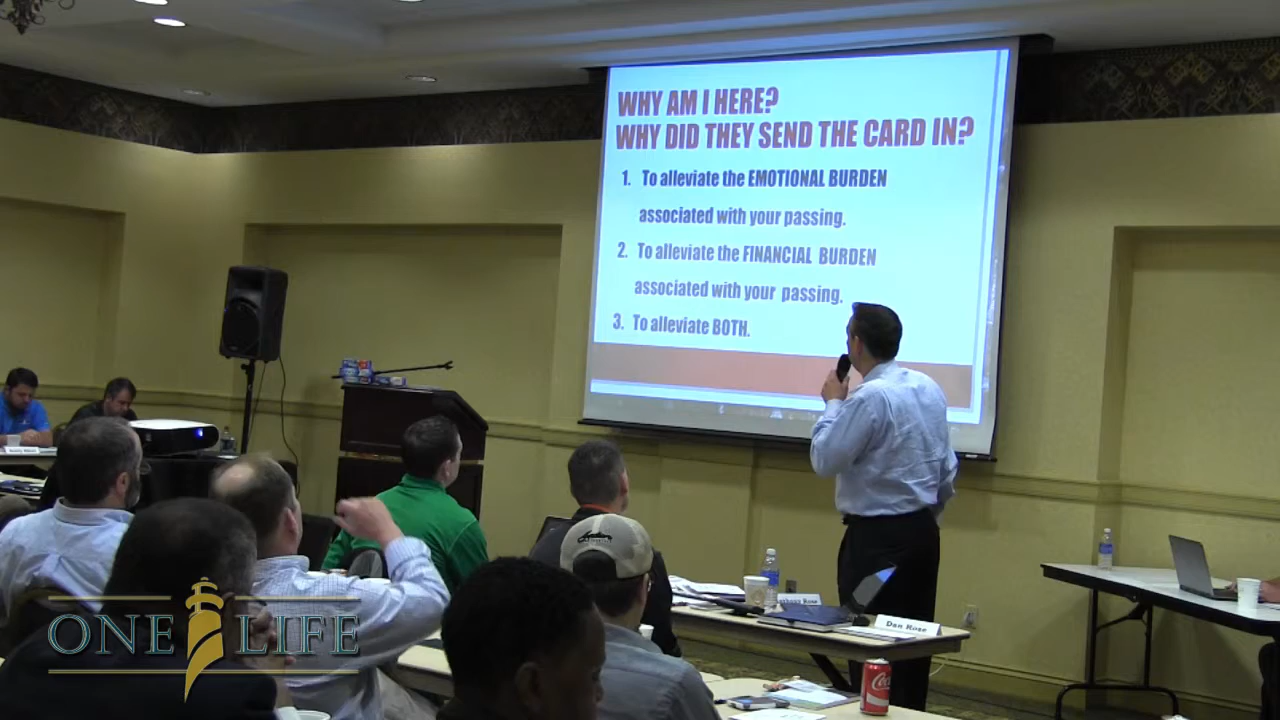 WHY AM I HERE?
WHY DID THEY SEND THE CARD IN?
1. To alleviate the EMOTIONAL BURDEN
associated with your passing.
2. To alleviate the FINANCIAL BURDEN
associated with your passing.
3. To alleviate BOTH.
Dan Rose
Coca
ONE LIFE